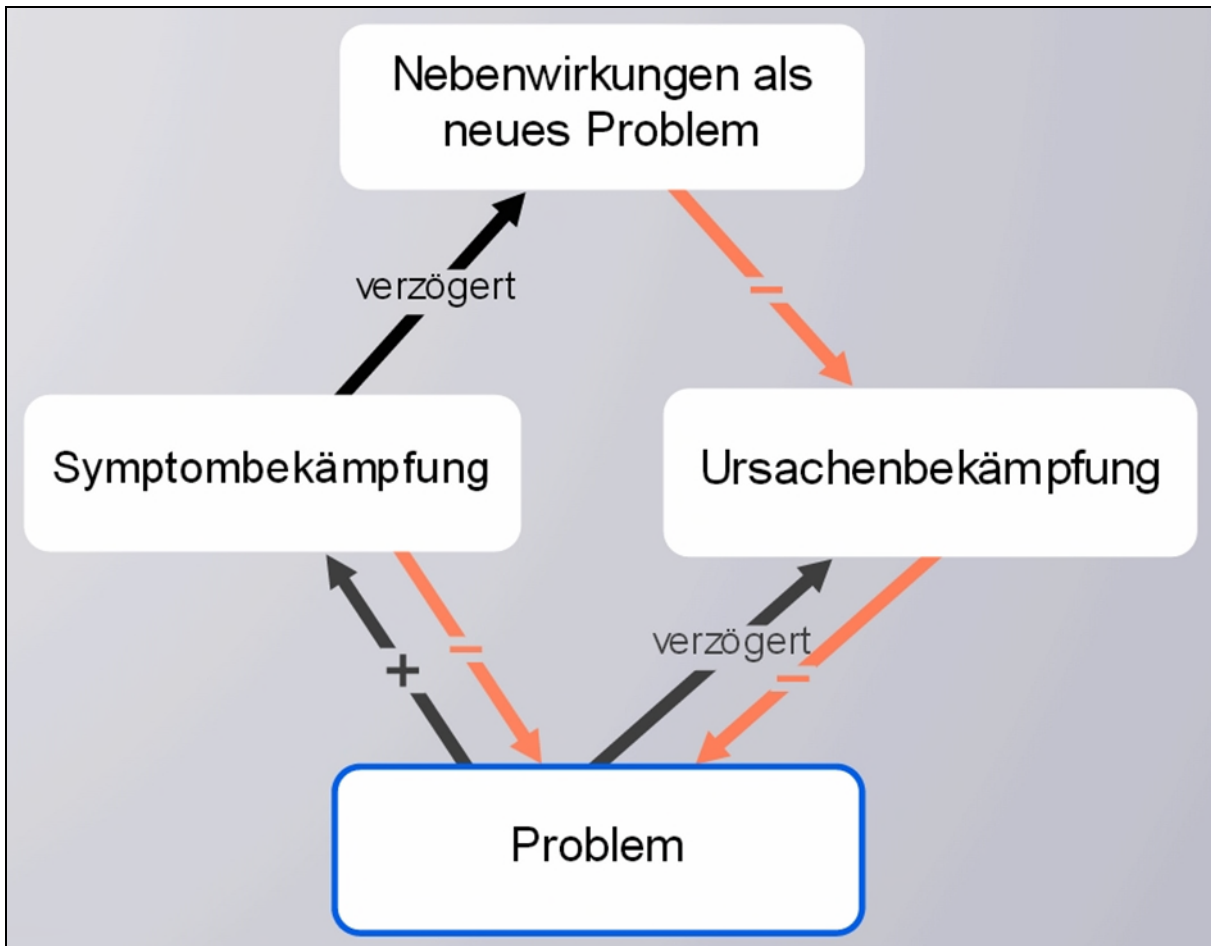 Nebenwirkungen als
neues Problem
verzögert
−
Symptombekämpfung
Ursachenbekämpfung
−
verzögert
+
−
Problem